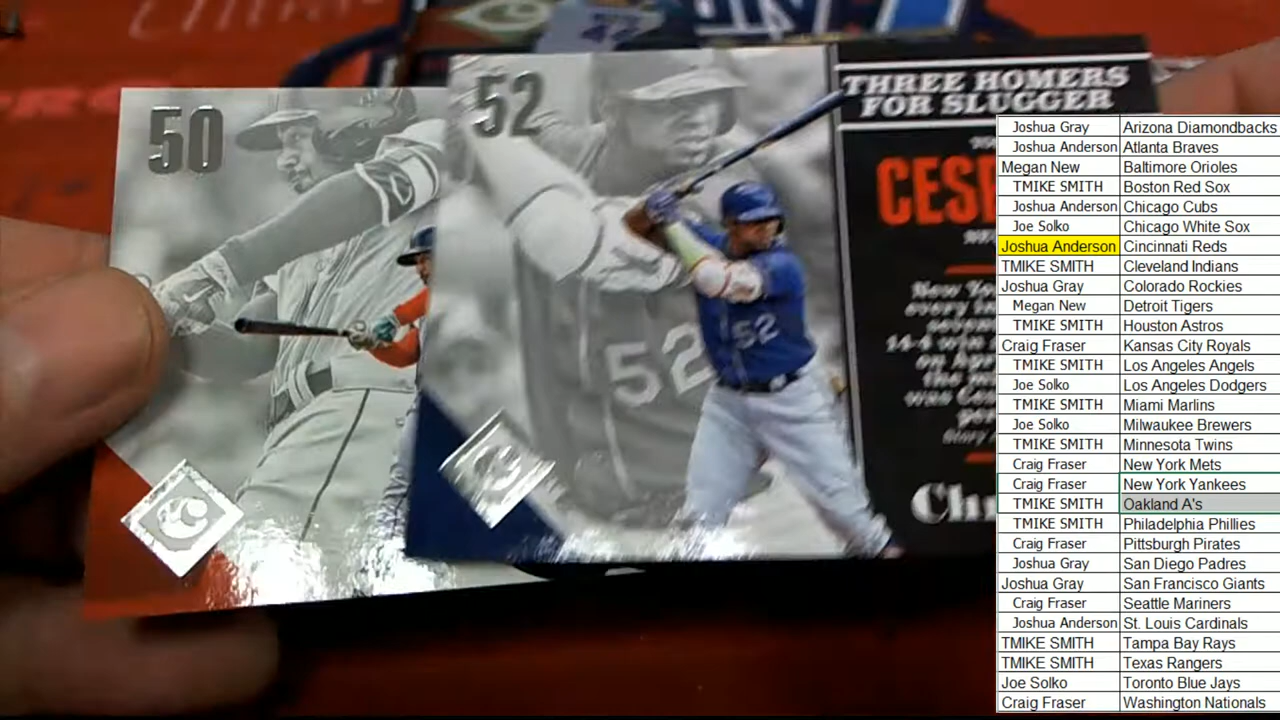 50
52
THREE HOMERS
FOR SLUGGER
52
52
Joshua Gray Arizona Diamondbacks
Joshua Anderson Atlanta Braves
Megan New Baltimore Orioles
TMIKE SMITH Boston Red Sox
Joshua Anderson Chicago Cubs
Joe Solko Chicago White Sox
Joshua Anderson Cincinnati Reds
TMIKE SMITH Cleveland Indians
Joshua Gray Colorado Rockies
Megan New Detroit Tigers
TMIKE SMITH Houston Astros
Craig Fraser Kansas City Royals
TMIKE SMITH Los Angeles Angels
Joe Solko Los Angeles Dodgers
TMIKE SMITH Miami Marlins
Joe Solko Milwaukee Brewers
TMIKE SMITH Minnesota Twins
Craig Fraser New York Mets
Craig Fraser New York Yankees
TMIKE SMITH Oakland A's
TMIKE SMITH Philadelphia Phillies
Craig Fraser Pittsburgh Pirates
Joshua Gray San Diego Padres
Joshua Gray San Francisco Giants
Craig Fraser Seattle Mariners
Joshua Anderson St. Louis Cardinals
TMIKE SMITH Tampa Bay Rays
TMIKE SMITH Texas Rangers
Joe Solko Toronto Blue Jays
Craig Fraser Washington Nationals